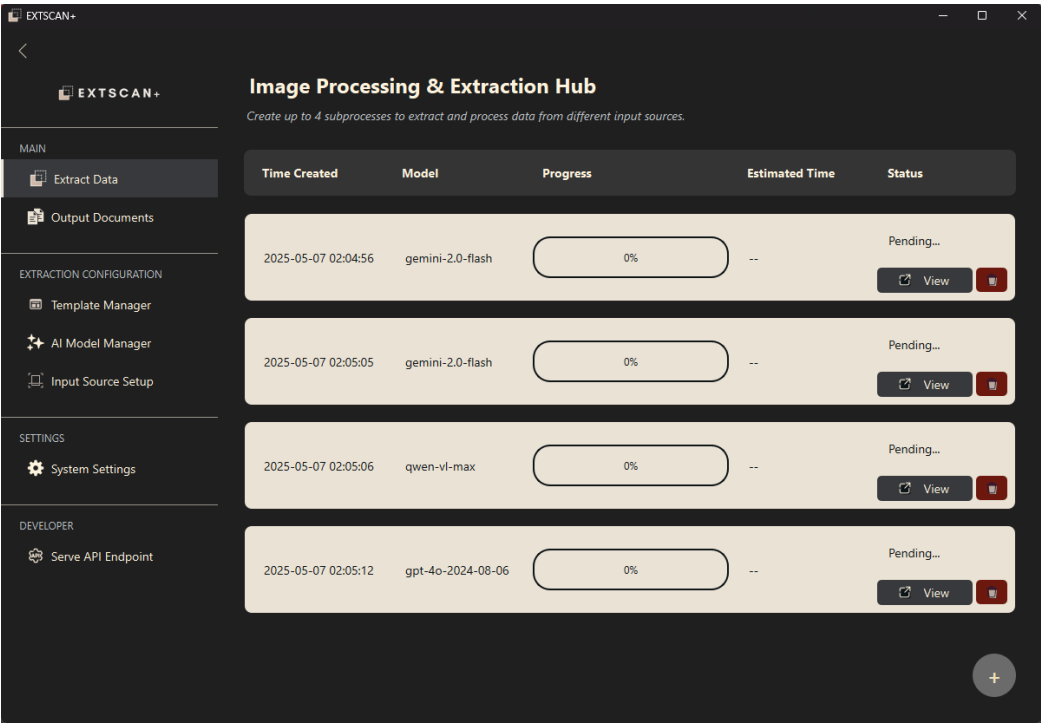 EXTSCAN+
EXTSCAN+
MAIN
Extract Data
Output Documents
EXTRACTION CONFIGURATION
Template Manager
AI Model Manager
Input Source Setup
SETTINGS
System Settings
DEVELOPER
Serve API Endpoint
Image Processing & Extraction Hub
Create up to 4 subprocesses to extract and process data from different input sources.
Time Created Model Progress Estimated Time Status
2025-05-07 02:04:56 gemini-2.0-flash 0% -- Pending...
View
2025-05-07 02:05:05 gemini-2.0-flash 0% -- Pending...
View
2025-05-07 02:05:06 qwen-vl-max 0% -- Pending...
View
2025-05-07 02:05:12 gpt-4o-2024-08-06 0% -- Pending...
View
+